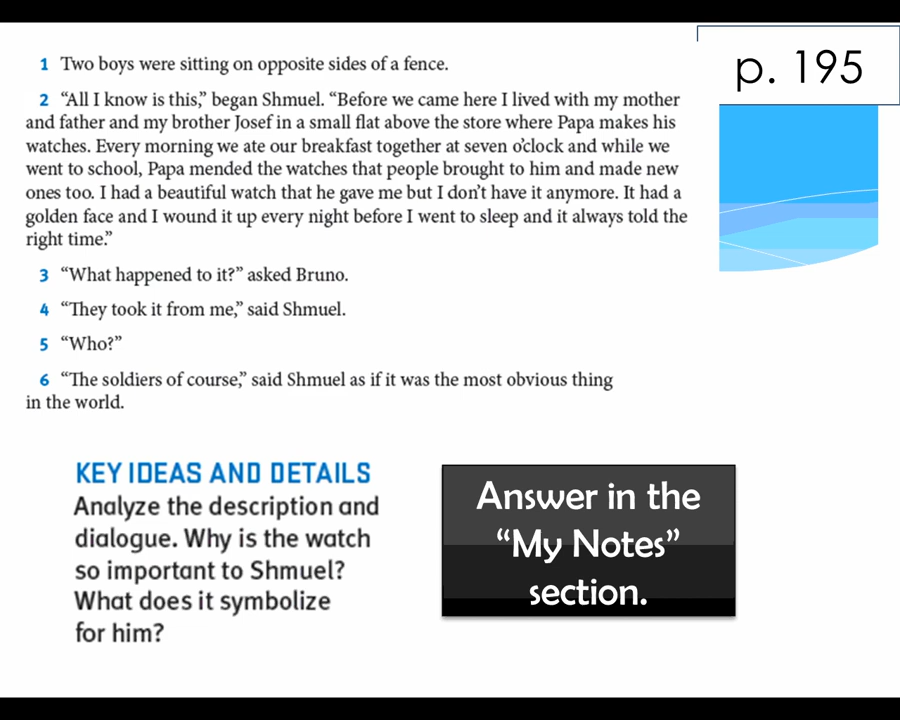 p. 195
1 Two boys were sitting on opposite sides of a fence.
2 “All I know is this,” began Shmuel. “Before we came here I lived with my mother
and father and my brother Josef in a small flat above the store where Papa makes his
watches. Every morning we ate our breakfast together at seven o’clock and while we
went to school, Papa mended the watches that people brought to him and made new
ones too. I had a beautiful watch that he gave me but I don’t have it anymore. It had a
golden face and I wound it up every night before I went to sleep and it always told the
right time.”
3 “What happened to it?” asked Bruno.
4 “They took it from me,” said Shmuel.
5 “Who?”
6 “The soldiers of course,” said Shmuel as if it was the most obvious thing
in the world.
KEY IDEAS AND DETAILS
Analyze the description and
dialogue. Why is the watch
so important to Shmuel?
What does it symbolize
for him?
Answer in the
“My Notes”
section.